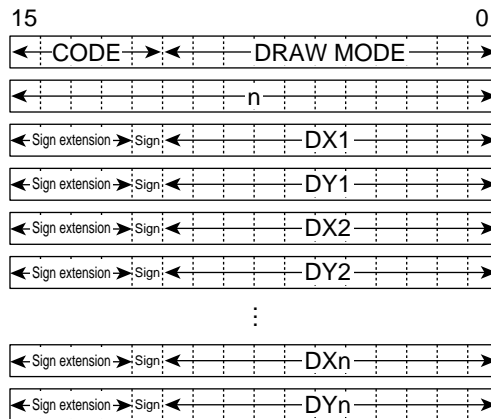 15 0
CODE DRAW MODE
n
Sign extension Sign DX1
Sign extension Sign DY1
Sign extension Sign DX2
Sign extension Sign DY2
⋮
Sign extension Sign DXn
Sign extension Sign DYn